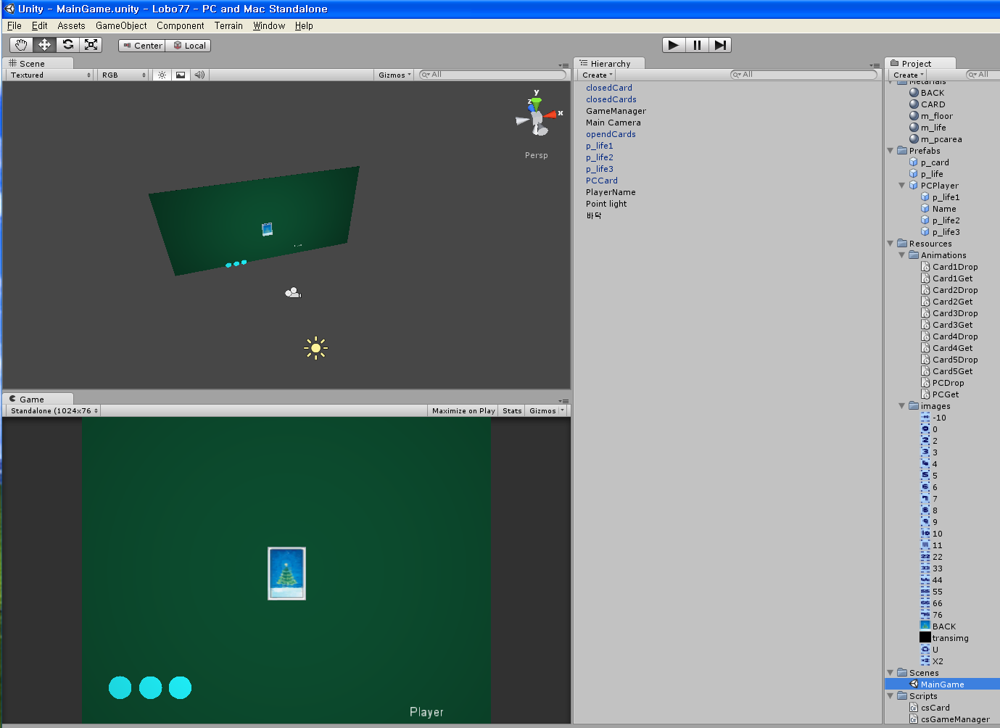 Unity - MainGame.unity - Lobo77 - PC and Mac Standalone
File Edit Assets GameObject Component Terrain Window Help
Center Local
Scene
Textured RGB Gizmos All
y
z
x
Persp
Hierarchy
Create All
closedCard
closedCards
GameManager
Main Camera
opendCards
p_life1
p_life2
p_life3
PCCard
PlayerName
Point light
바닥
Project
Create All
Metarials
BACK
CARD
m_floor
m_life
m_pcarea
Prefabs
p_card
p_life
PCPlayer
p_life1
Name
p_life2
p_life3
Resources
Animations
Card1Drop
Card1Get
Card2Drop
Card2Get
Card3Drop
Card3Get
Card4Drop
Card4Get
Card5Drop
Card5Get
PCDrop
PCGet
images
-10
0
2
3
4
5
6
7
8
9
10
11
22
33
44
55
66
76
BACK
transimg
U
X2
Scenes
MainGame
Scripts
csCard
csGameManager
Game
Standalone (1024x76 Maximize on Play Stats Gizmos
Player